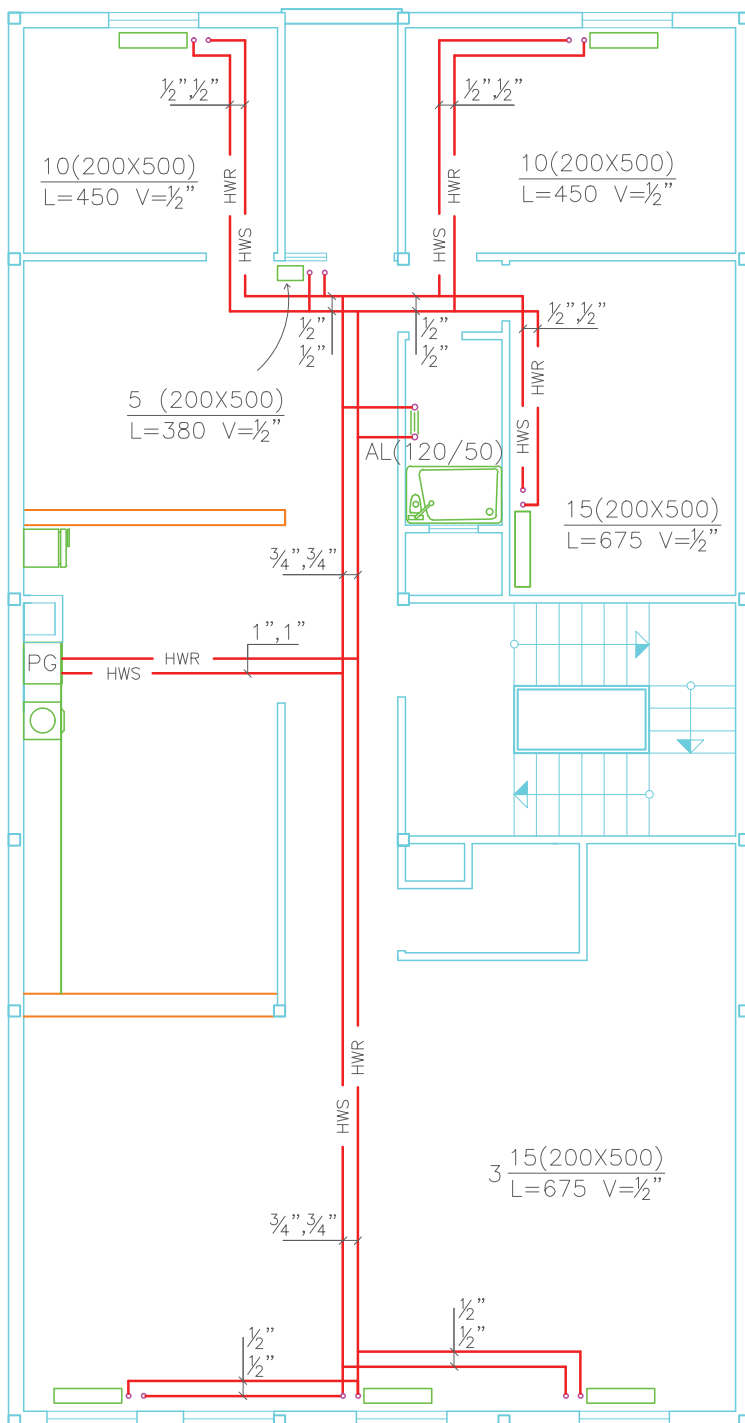 ½",½"
½",½"
10(200X500)
L=450 V=½"
10(200X500)
L=450 V=½"
HWR
HWS
HWS
HWR
½"
½"
½"
½"
½",½"
HWR
HWS
5 (200X500)
L=380 V=½"
AL(120/50)
15(200X500)
L=675 V=½"
¾",¾"
1",1"
PG
HWR
HWS
HWR
HWS
3 15(200X500)
L=675 V=½"
¾",¾"
½"
½"
½"
½"